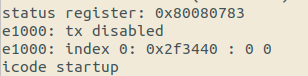 status register: 0x80080783
e1000: tx disabled
e1000: index 0: 0x2f3440 : 0 0
icode startup